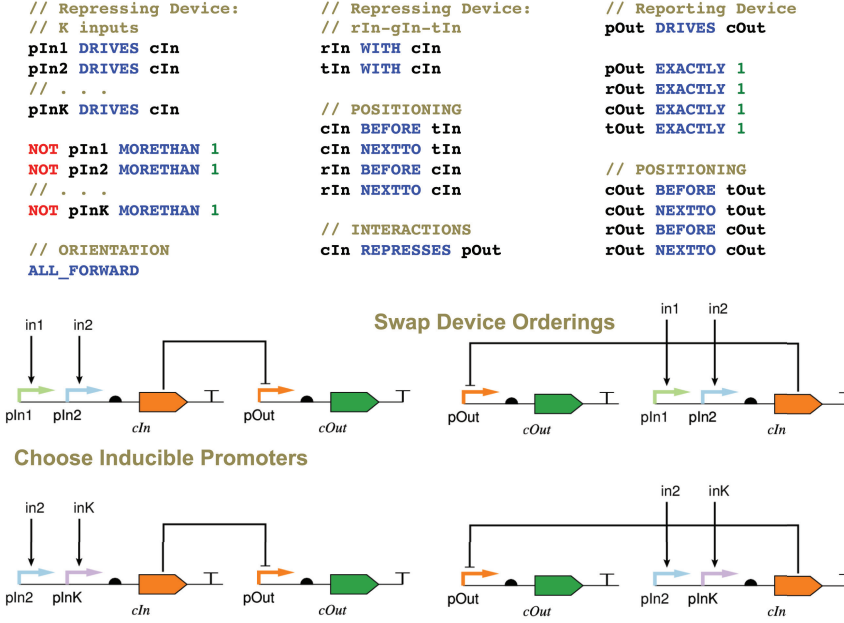 // Repressing Device:
// K inputs
pIn1 DRIVES cIn
pIn2 DRIVES cIn
// . . .
pInK DRIVES cIn
NOT pIn1 MORETHAN 1
NOT pIn2 MORETHAN 1
// . . .
NOT pInK MORETHAN 1
// ORIENTATION
ALL_FORWARD
// Repressing Device:
// rIn-gIn-tIn
rIn WITH cIn
tIn WITH cIn
// POSITIONING
cIn BEFORE tIn
cIn NEXTTO tIn
rIn BEFORE cIn
rIn NEXTTO cIn
// INTERACTIONS
cIn REPRESSES pOut
// Reporting Device
pOut DRIVES cOut
pOut EXACTLY 1
rOut EXACTLY 1
cOut EXACTLY 1
tOut EXACTLY 1
// POSITIONING
cOut BEFORE tOut
cOut NEXTTO tOut
rOut BEFORE cOut
rOut NEXTTO cOut
Swap Device Orderings
in1 in2
pIn1 pIn2 pOut
cIn cOut
in1 in2
pOut pIn1 pIn2
cOut cIn
Choose Inducible Promoters
in2 inK
pIn2 pInK pOut
cIn cOut
in2 inK
pOut pIn2 pInK
cOut cIn